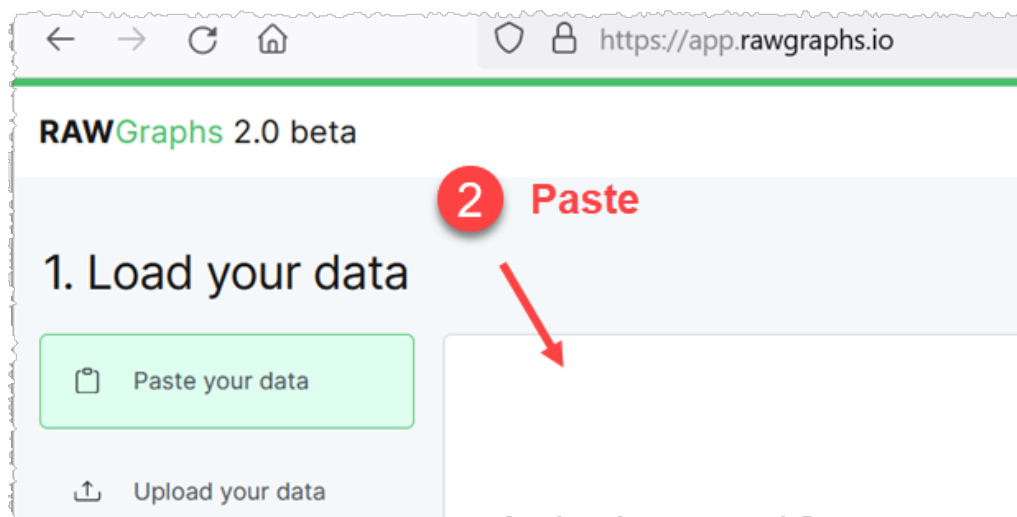 https://app.rawgraphs.io
RAWGraphs 2.0 beta
2 Paste
1. Load your data
Paste your data
Upload your data